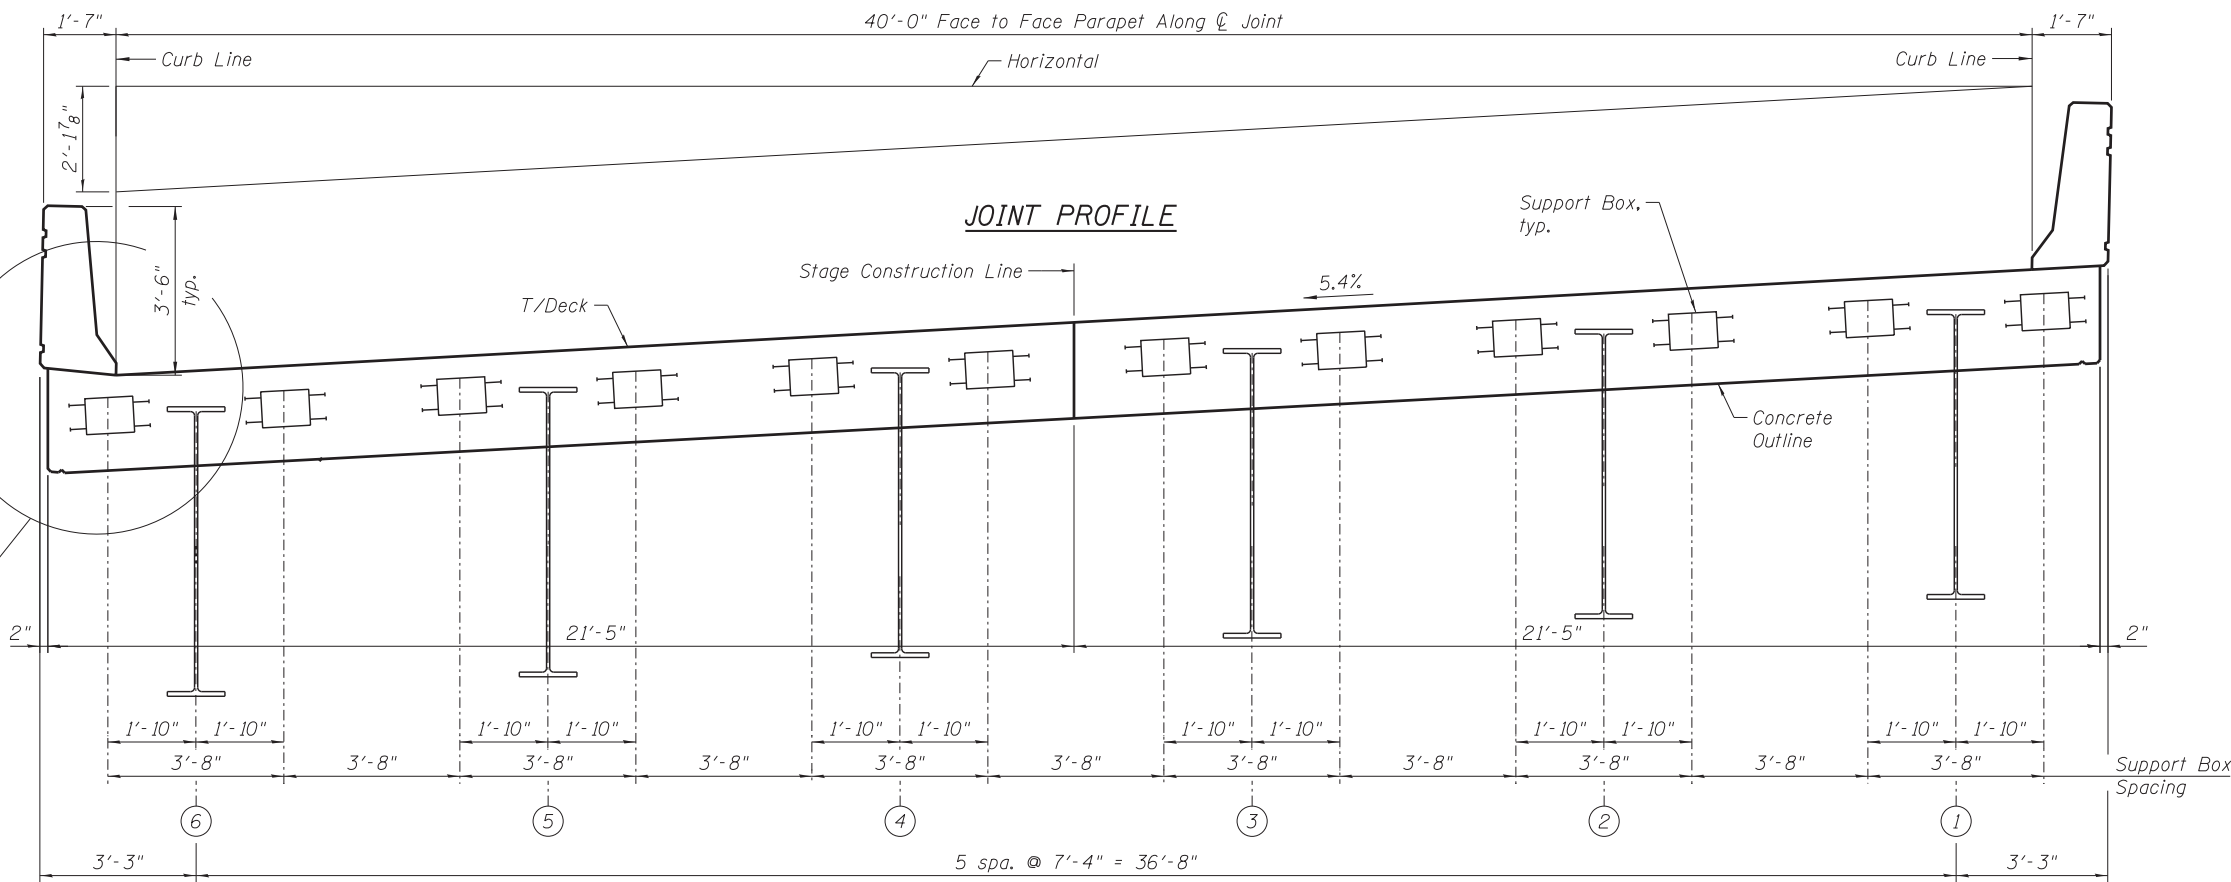 1'-7"
40'-0" Face to Face Parapet Along ℄ Joint
1'-7"
Curb Line
Horizontal
Curb Line
2'-1⅞"
JOINT PROFILE
Support Box,
typ.
3'-6"
typ.
Stage Construction Line
5.4%
T/Deck
Concrete
Outline
2"
21'-5"
21'-5"
2"
1'-10"
1'-10"
1'-10"
1'-10"
1'-10"
1'-10"
1'-10"
1'-10"
1'-10"
1'-10"
1'-10"
1'-10"
3'-8"
3'-8"
3'-8"
3'-8"
3'-8"
3'-8"
3'-8"
3'-8"
3'-8"
3'-8"
3'-8"
Support Box
Spacing
6
5
4
3
2
1
3'-3"
5 spa. @ 7'-4" = 36'-8"
3'-3"